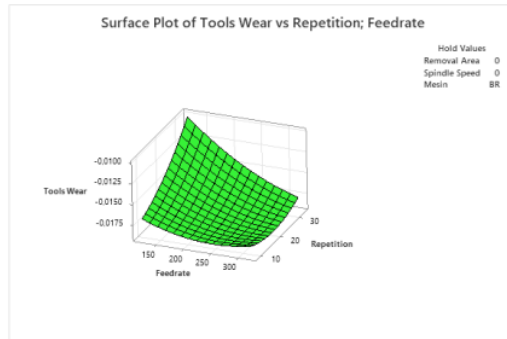 Surface Plot of Tools Wear vs Repetition; Feedrate
Hold Values
Removal Area 0
Spindle Speed 0
Mesin BR
-0.0100
-0.0125
Tools Wear
-0.0150
-0.0175
30
20
Repetition
10
150 200 250 300
Feedrate